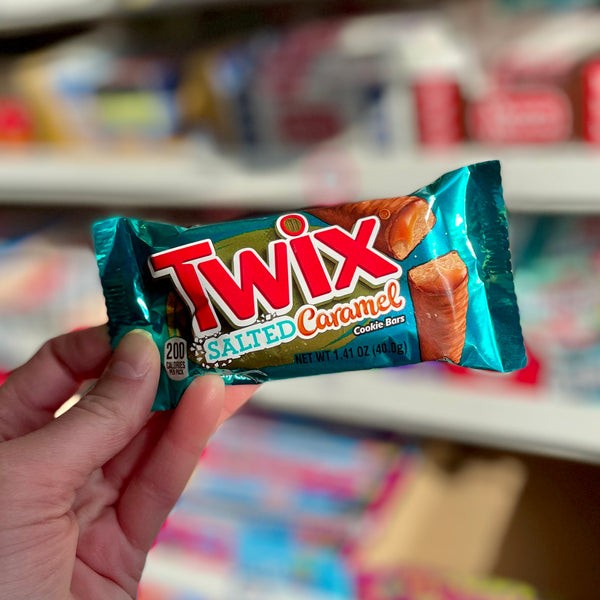 TWIX
SALTED Caramel
Cookie Bars
200
CALORIES
PER PACK
NET WT 1.41 OZ (40.0g)